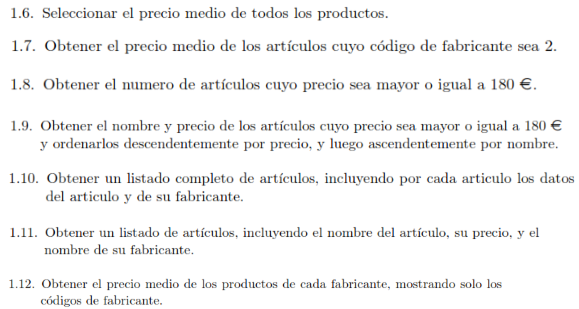 1.6. Seleccionar el precio medio de todos los productos.
1.7. Obtener el precio medio de los artículos cuyo código de fabricante sea 2.
1.8. Obtener el numero de artículos cuyo precio sea mayor o igual a 180 €.
1.9. Obtener el nombre y precio de los artículos cuyo precio sea mayor o igual a 180 €
y ordenarlos descendentemente por precio, y luego ascendentemente por nombre.
1.10. Obtener un listado completo de artículos, incluyendo por cada articulo los datos
del articulo y de su fabricante.
1.11. Obtener un listado de artículos, incluyendo el nombre del artículo, su precio, y el
nombre de su fabricante.
1.12. Obtener el precio medio de los productos de cada fabricante, mostrando solo los
códigos de fabricante.